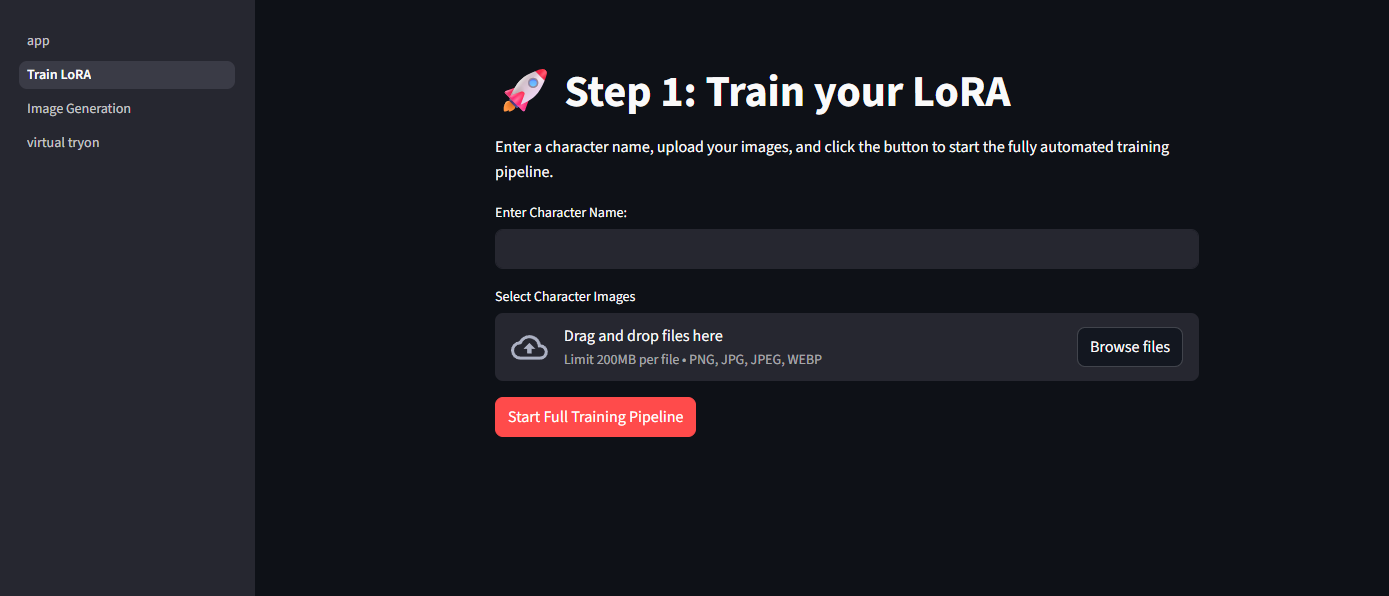 app
Train LoRA
Image Generation
virtual tryon
🚀 Step 1: Train your LoRA
Enter a character name, upload your images, and click the button to start the fully automated training
pipeline.
Enter Character Name:
Select Character Images
Drag and drop files here
Limit 200MB per file • PNG, JPG, JPEG, WEBP
Browse files
Start Full Training Pipeline